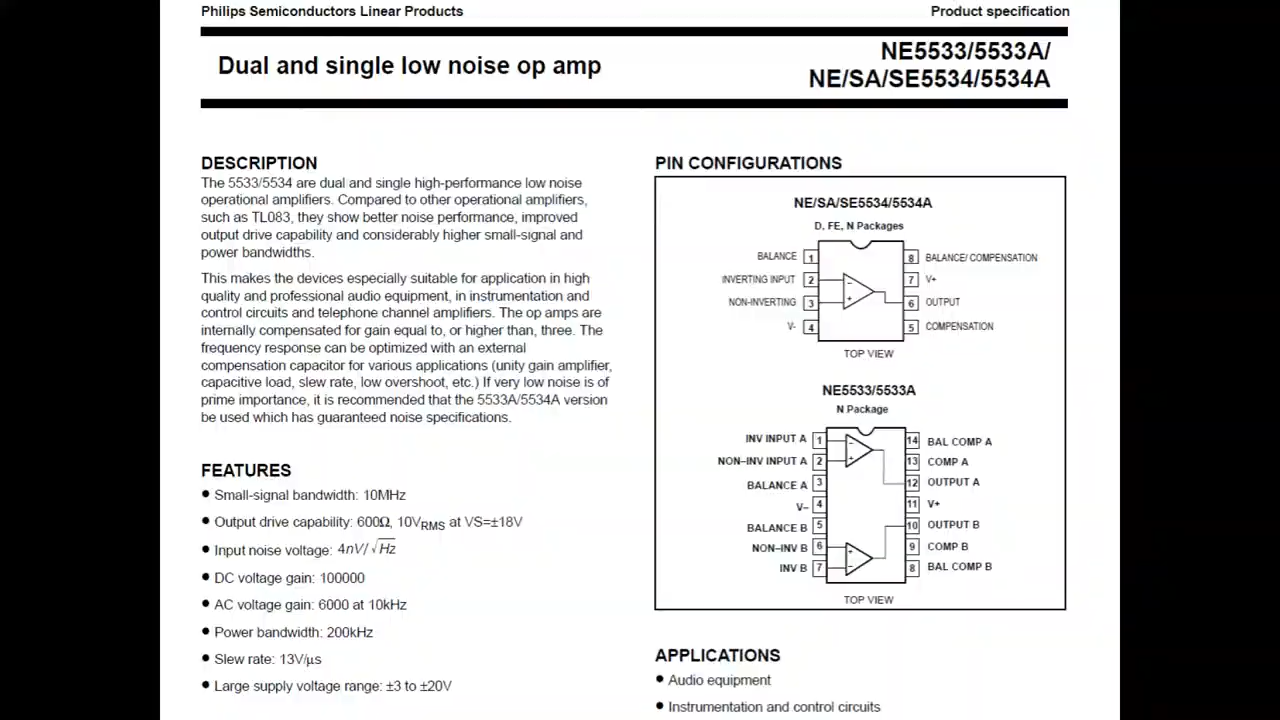 Philips Semiconductors Linear Products
Product specification
Dual and single low noise op amp
NE5533/5533A/
NE/SA/SE5534/5534A
DESCRIPTION
The 5533/5534 are dual and single high-performance low noise
operational amplifiers. Compared to other operational amplifiers,
such as TL083, they show better noise performance, improved
output drive capability and considerably higher small-signal and
power bandwidths.
This makes the devices especially suitable for application in high
quality and professional audio equipment, in instrumentation and
control circuits and telephone channel amplifiers. The op amps are
internally compensated for gain equal to, or higher than, three. The
frequency response can be optimized with an external
compensation capacitor for various applications (unity gain amplifier,
capacitive load, slew rate, low overshoot, etc.) If very low noise is of
prime importance, it is recommended that the 5533A/5534A version
be used which has guaranteed noise specifications.
FEATURES
• Small-signal bandwidth: 10MHz
• Output drive capability: 600Ω, 10VRMS at VS=±18V
• Input noise voltage: 4nV/√Hz
• DC voltage gain: 100000
• AC voltage gain: 6000 at 10kHz
• Power bandwidth: 200kHz
• Slew rate: 13V/µs
• Large supply voltage range: ±3 to ±20V
PIN CONFIGURATIONS
NE/SA/SE5534/5534A
D, FE, N Packages
BALANCE 1 8 BALANCE/ COMPENSATION
INVERTING INPUT 2 − 7 V+
NON-INVERTING 3 + 6 OUTPUT
V- 4 5 COMPENSATION
TOP VIEW
NE5533/5533A
N Package
INV INPUT A 1 − 14 BAL COMP A
NON–INV INPUT A 2 + 13 COMP A
BALANCE A 3 12 OUTPUT A
V– 4 11 V+
BALANCE B 5 10 OUTPUT B
NON–INV B 6 + 9 COMP B
INV B 7 − 8 BAL COMP B
TOP VIEW
APPLICATIONS
• Audio equipment
• Instrumentation and control circuits